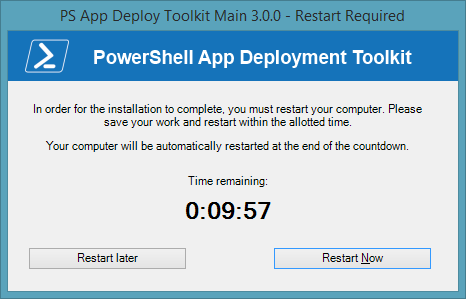 PS App Deploy Toolkit Main 3.0.0 - Restart Required
PowerShell App Deployment Toolkit
In order for the installation to complete, you must restart your computer. Please
save your work and restart within the allotted time.
Your computer will be automatically restarted at the end of the countdown.
Time remaining:
0:09:57
Restart later
Restart Now